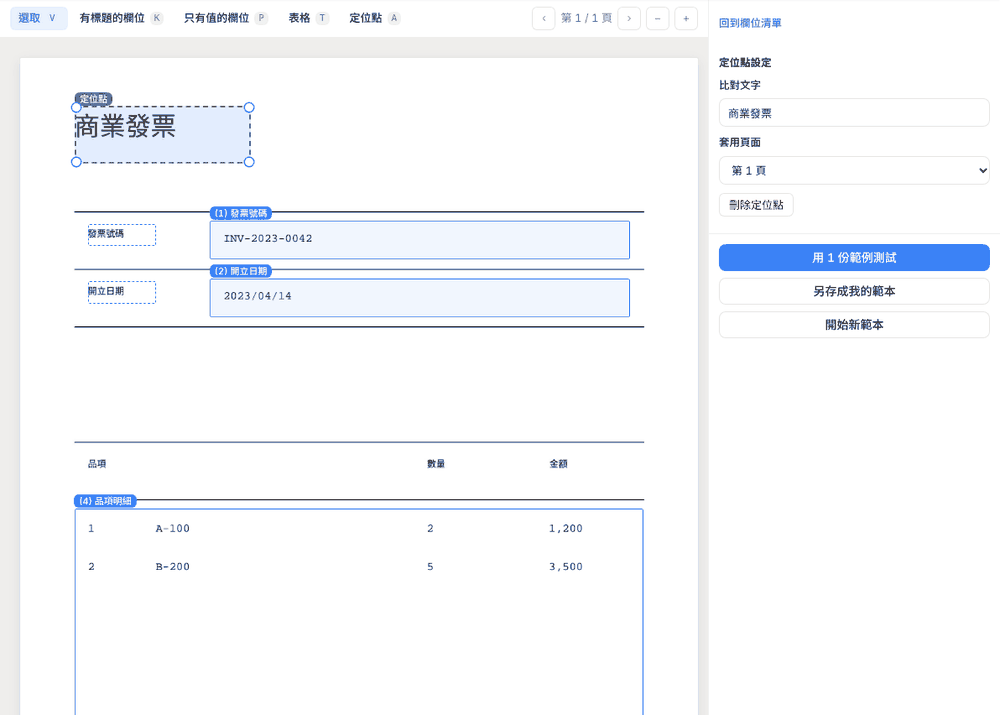 選取 V 有標題的欄位 K 只有值的欄位 P 表格 T 定位點 A ‹ 第 1 / 1 頁 › − +
定位點
商業發票
(1) 發票號碼
發票號碼 INV-2023-0042
(2) 開立日期
開立日期 2023/04/14
品項 數量 金額
(4) 品項明細
1 A-100 2 1,200
2 B-200 5 3,500
回到欄位清單
定位點設定
比對文字
商業發票
套用頁面
第 1 頁
刪除定位點
用 1 份範例測試
另存成我的範本
開始新範本